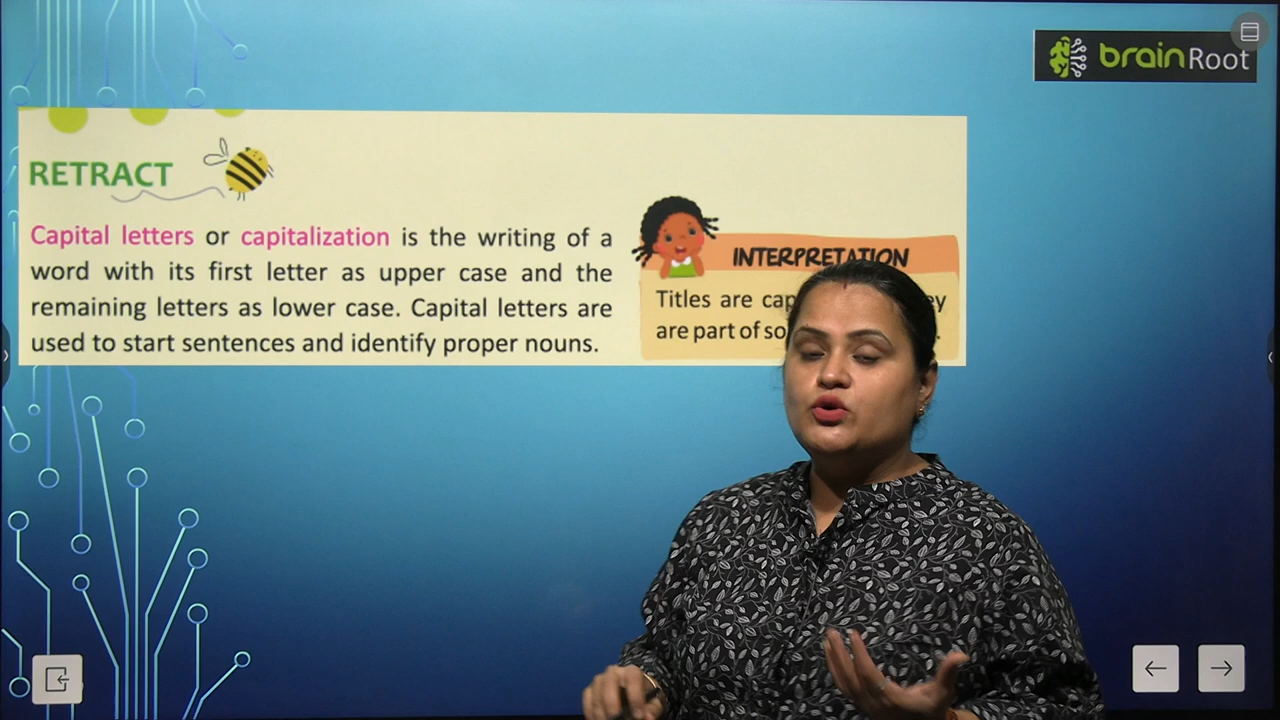 brainRoot
RETRACT
Capital letters or capitalization is the writing of a
word with its first letter as upper case and the
remaining letters as lower case. Capital letters are
used to start sentences and identify proper nouns.
INTERPRETATION
Titles are
are part of